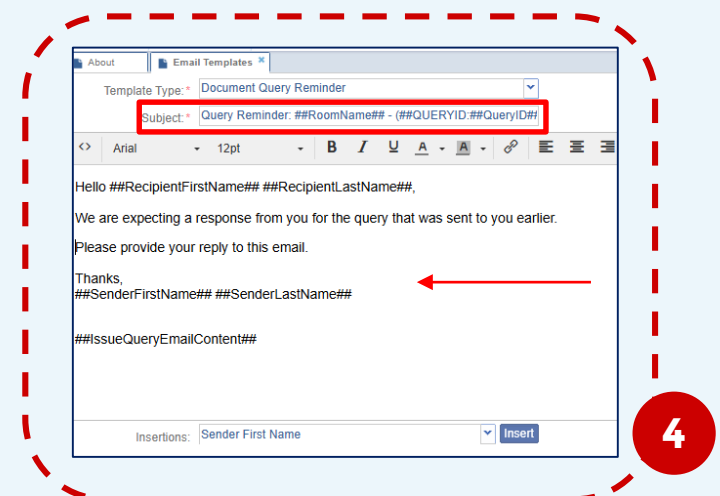 About Email Templates ×
Template Type:* Document Query Reminder
Subject:* Query Reminder: ##RoomName## - (##QUERYID:##QueryID##
<> Arial 12pt B I U A A
Hello ##RecipientFirstName## ##RecipientLastName##,
We are expecting a response from you for the query that was sent to you earlier.
Please provide your reply to this email.
Thanks,
##SenderFirstName## ##SenderLastName##
##IssueQueryEmailContent##
Insertions: Sender First Name Insert
4